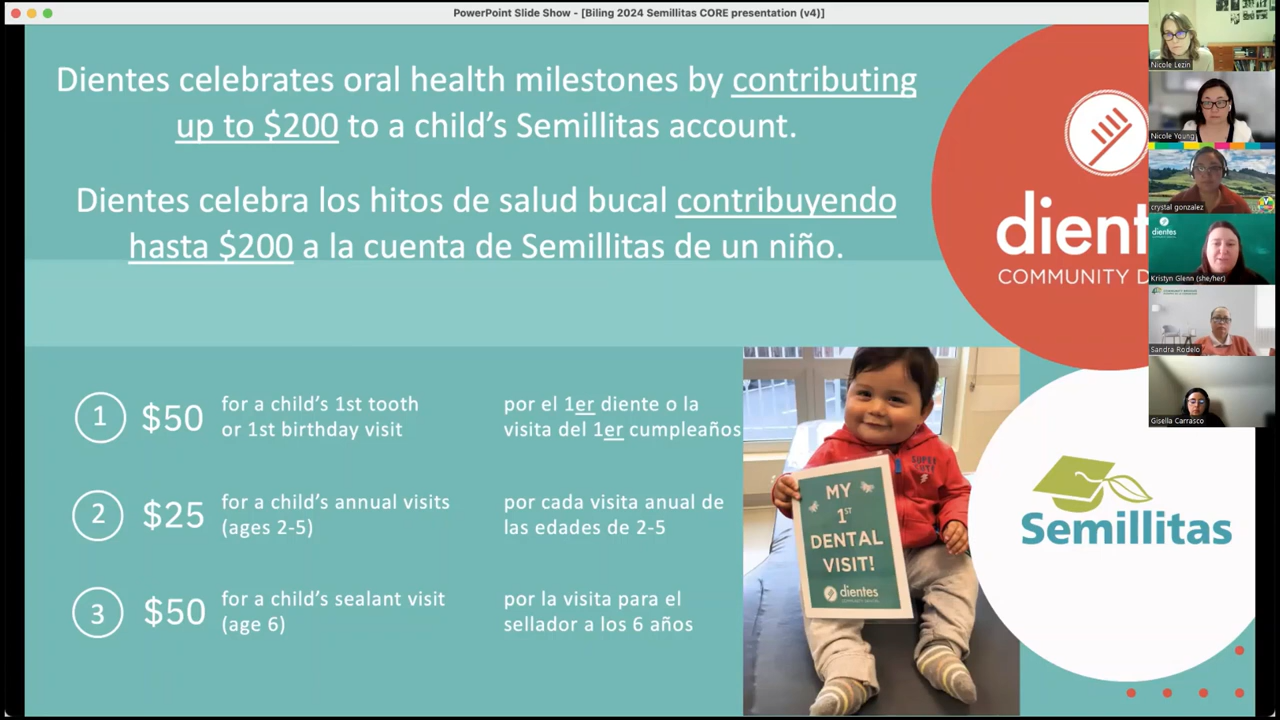 PowerPoint Slide Show - [Biling 2024 Semillitas CORE presentation (v4)]
Dientes celebrates oral health milestones by contributing
up to $200 to a child's Semillitas account.
Dientes celebra los hitos de salud bucal contribuyendo
hasta $200 a la cuenta de Semillitas de un niño.
1 $50 for a child's 1st tooth
or 1st birthday visit
por el 1er diente o la
visita del 1er cumpleaños
2 $25 for a child's annual visits
(ages 2-5)
por cada visita anual de
las edades de 2-5
3 $50 for a child's sealant visit
(age 6)
por la visita para el
sellador a los 6 años
MY
1ST
DENTAL
VISIT!
dientes
dient
COMMUNITY D
Semillitas
Nicole Lezin
Nicole Young
crystal gonzalez
dientes
Kristyn Glenn (she/her)
Sandra Rodelo
Gisella Carrasco